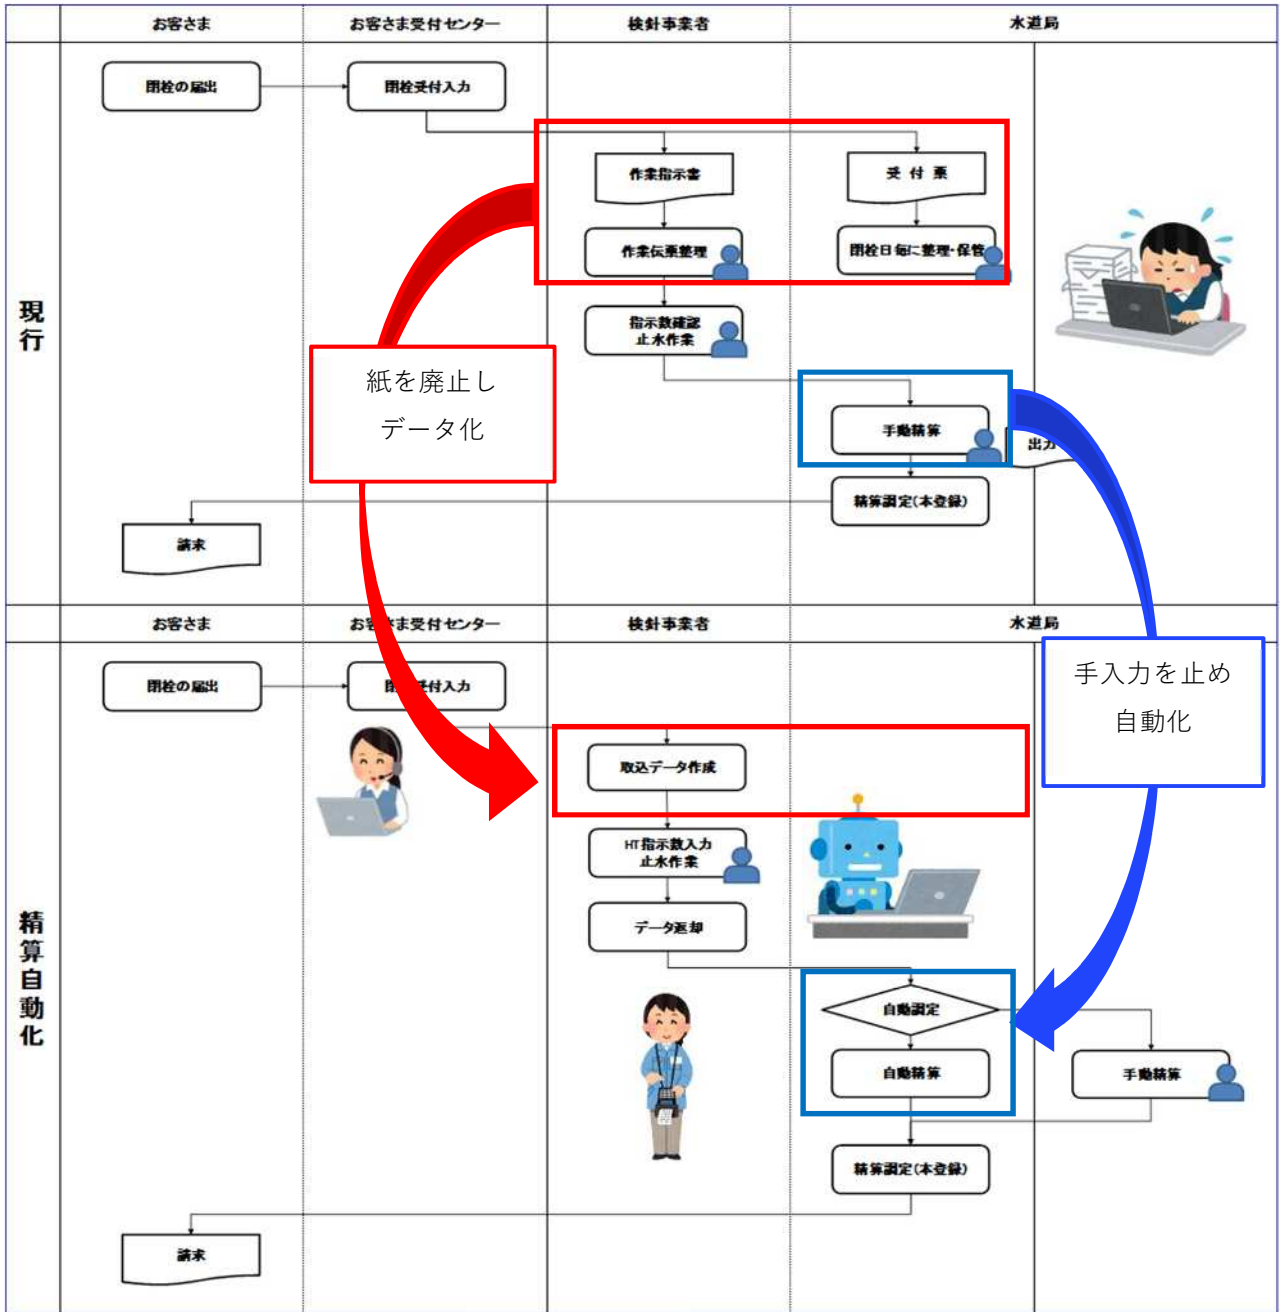 お客さま
お客さま受付センター
検針事業者
水道局
現行
閉栓の届出
閉栓受付入力
作業指示書
受付票
作業伝票整理
閉栓日毎に整理・保管
指示数確認
止水作業
紙を廃止し
データ化
手動精算
出力
精算調定(本登録)
請求
お客さま
お客さま受付センター
検針事業者
水道局
精算自動化
閉栓の届出
閉栓受付入力
手入力を止め
自動化
取込データ作成
HT指示数入力
止水作業
データ返却
自動調定
自動精算
手動精算
精算調定(本登録)
請求